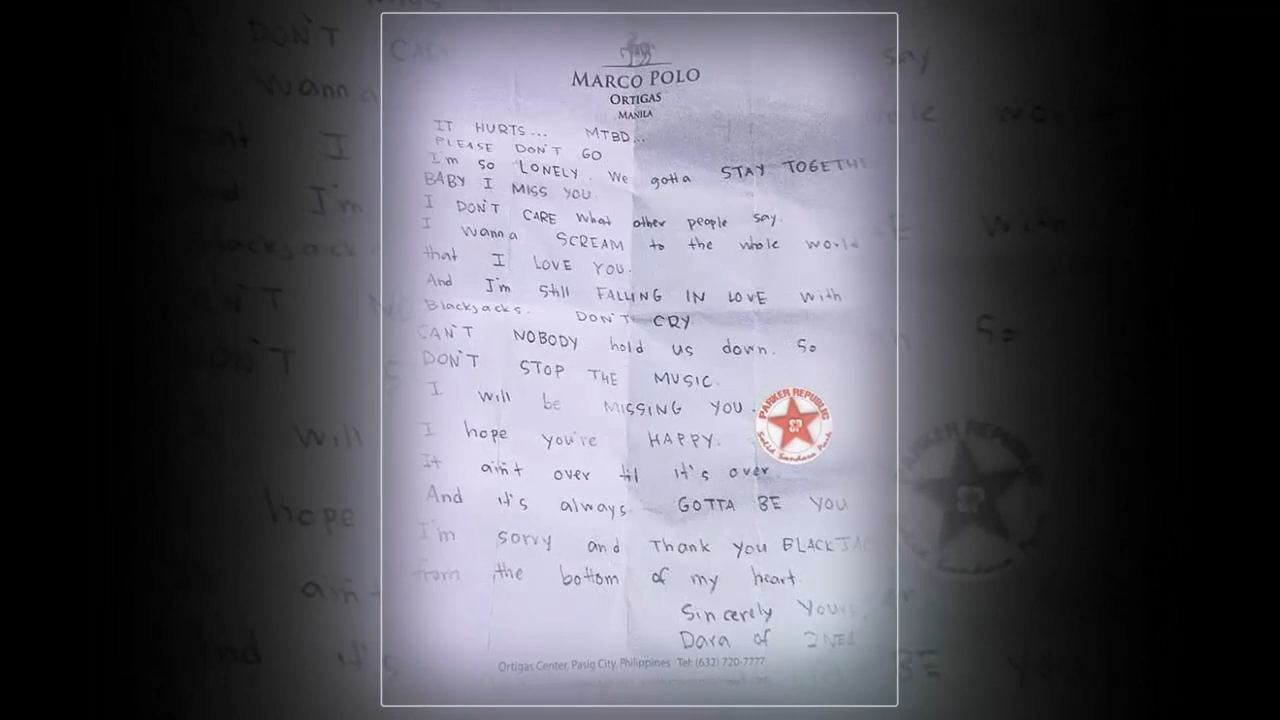 MARCO POLO
ORTIGAS
MANILA
IT HURTS... MTBD...
PLEASE DON'T GO
I'm so LONELY. We gotta STAY TOGETHE
BABY I MISS YOU.
I DON'T CARE what other people say.
I wanna SCREAM to the whole world
that I LOVE YOU.
And I'm still FALLING IN LOVE with
Blackjacks. DON'T CRY
CAN'T NOBODY hold us down. So
DON'T STOP THE MUSIC.
I will be MISSING YOU.
I hope you're HAPPY.
It ain't over til it's over.
And it's always GOTTA BE YOU
I'm sorry and Thank you BLACKJAC
from the bottom of my heart
Sincerely Yours,
Dara of 2NE1
PARKER REPUBLIC
SP
Solid Sandara Park
Ortigas Center, Pasig City, Philippines Tel: (632) 720-7777